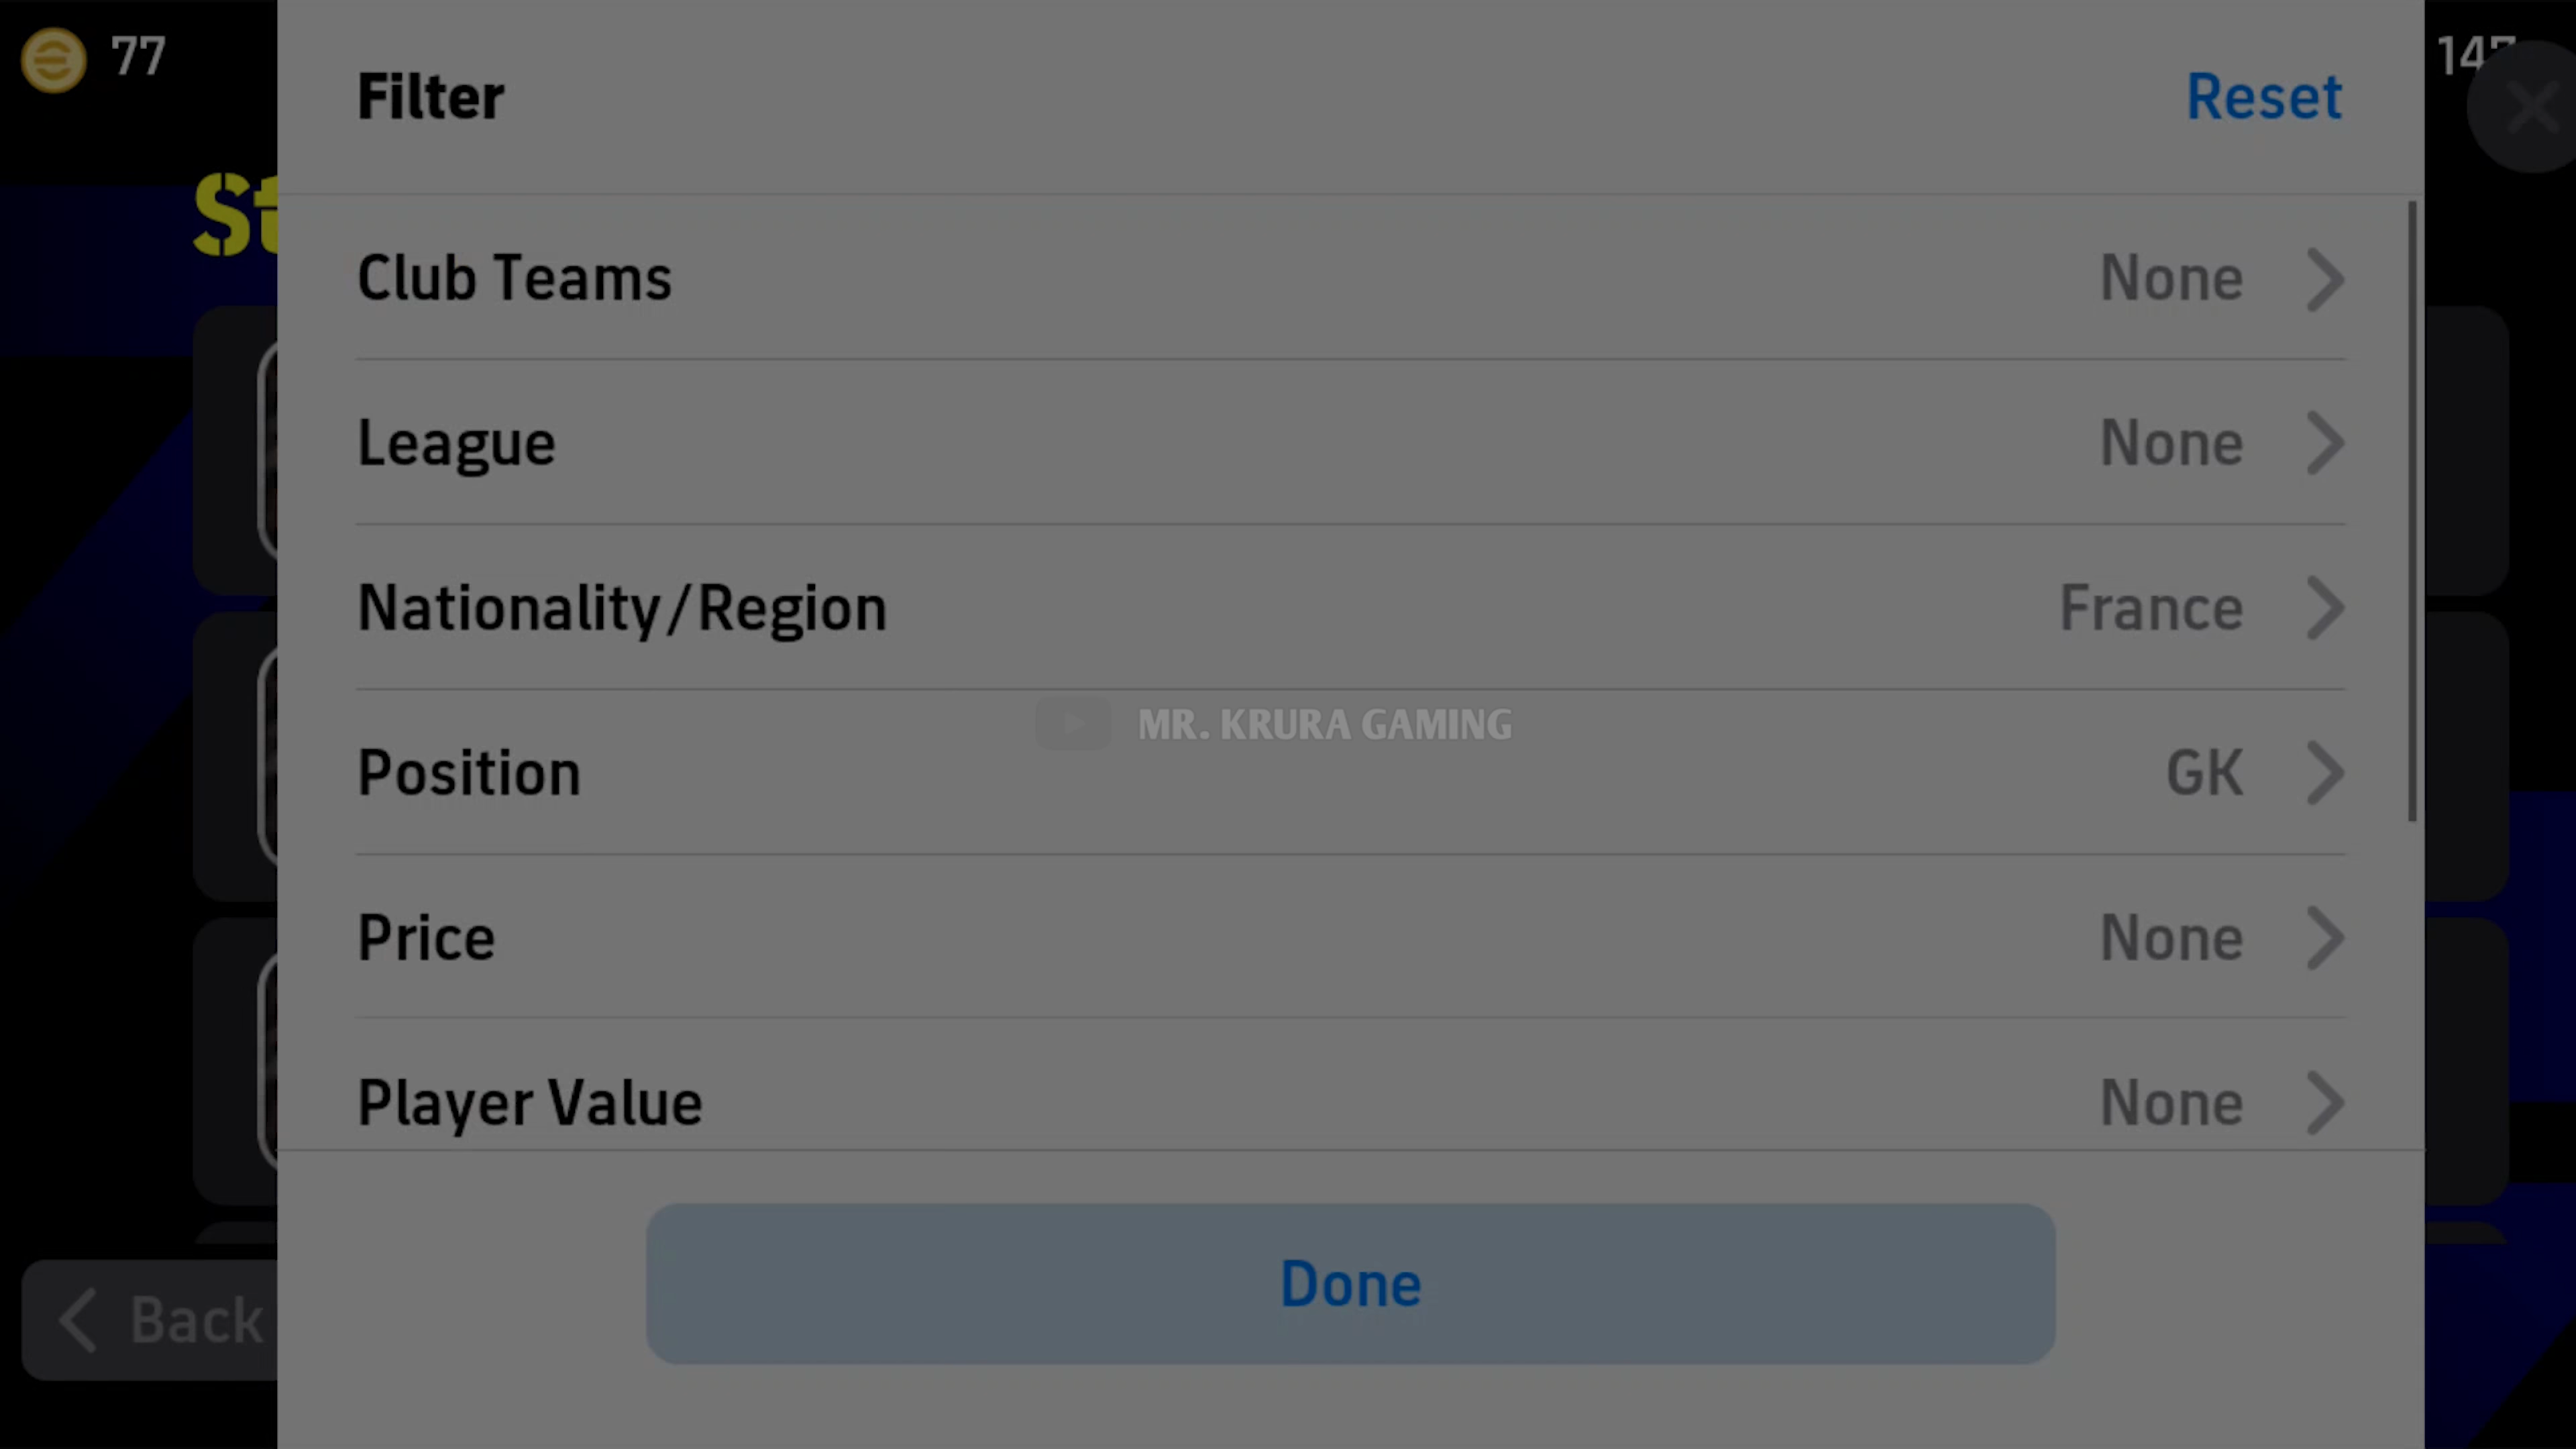 77
Filter
Reset
Club Teams
None
League
None
Nationality/Region
France
MR. KRURA GAMING
Position
GK
Price
None
Player Value
None
Done
Back